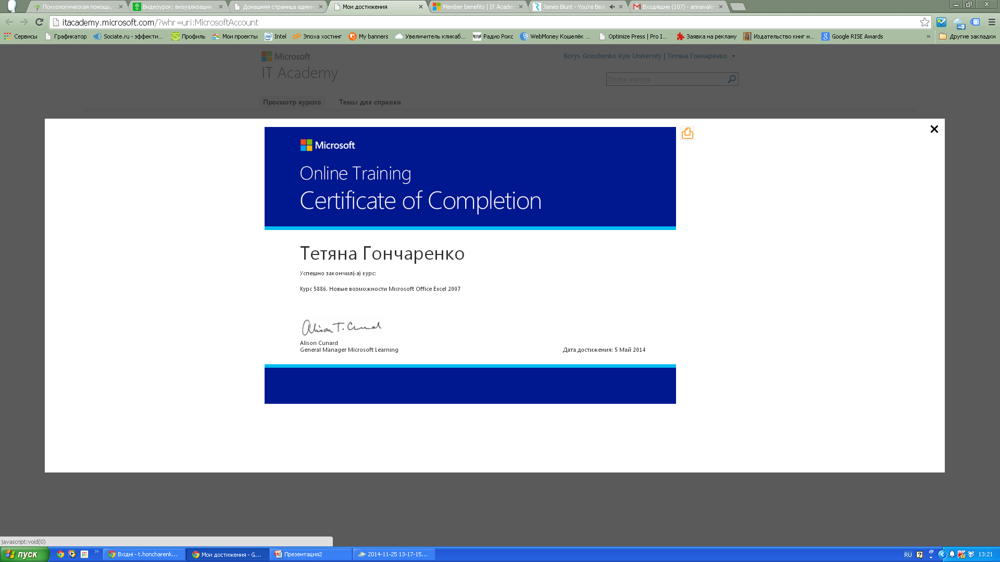 Психологическая помощь,
Видеоурок: визуализация
Домашняя страница админ
Мои достижения
Member benefits | IT Academ
James Blunt - You're Beau
Входящие (107) - annavaler
itacademy.microsoft.com/?whr=uri:MicrosoftAccount
Сервисы
Графикатор
Sociate.ru - эффекти...
Профиль
Мои проекты
Intel
Эпоха хостинг
My banners
Увеличитель кликаб...
Радио Рокс
WebMoney Кошелёк ...
Optimize Press | Pro I...
Заявка на рекламу
Издательство книг н...
Google RISE Awards
»
Другие закладки
Microsoft
IT Academy
Borys Grinchenko Kyiv University | Тетяна Гончаренко
Поиск курсов
Просмотр курсов
Темы для справки
Microsoft
Online Training
Certificate of Completion
Тетяна Гончаренко
Успешно закончил(-а) курс:
Курс 5886. Новые возможности Microsoft Office Excel 2007
Alison T. Cunard
Alison Cunard
General Manager Microsoft Learning
Дата достижения: 5 Май 2014
javascript:void(0)
пуск
Вхідні - t.honcharenk...
Мои достижения - G...
Презентация2
2014-11-25 13-17-15...
RU
13:21